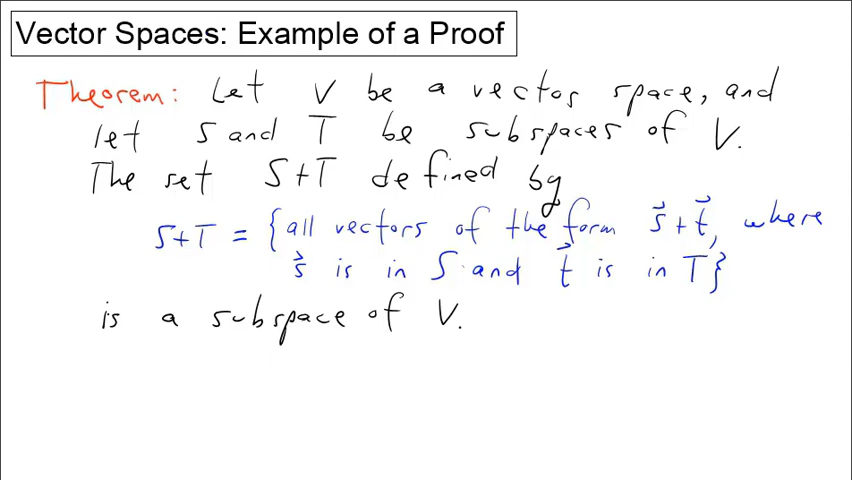 Vector Spaces: Example of a Proof
Theorem: Let V be a vector space, and
let S and T be subspaces of V.
The set S+T defined by
S+T = {all vectors of the form s⃗ + t⃗, where
s⃗ is in S and t⃗ is in T}
is a subspace of V.